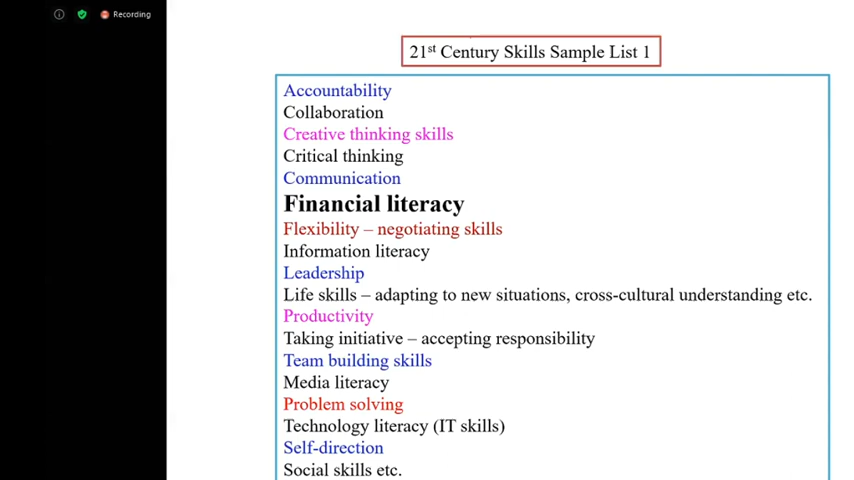 Recording
21st Century Skills Sample List 1
Accountability
Collaboration
Creative thinking skills
Critical thinking
Communication
Financial literacy
Flexibility – negotiating skills
Information literacy
Leadership
Life skills – adapting to new situations, cross-cultural understanding etc.
Productivity
Taking initiative – accepting responsibility
Team building skills
Media literacy
Problem solving
Technology literacy (IT skills)
Self-direction
Social skills etc.